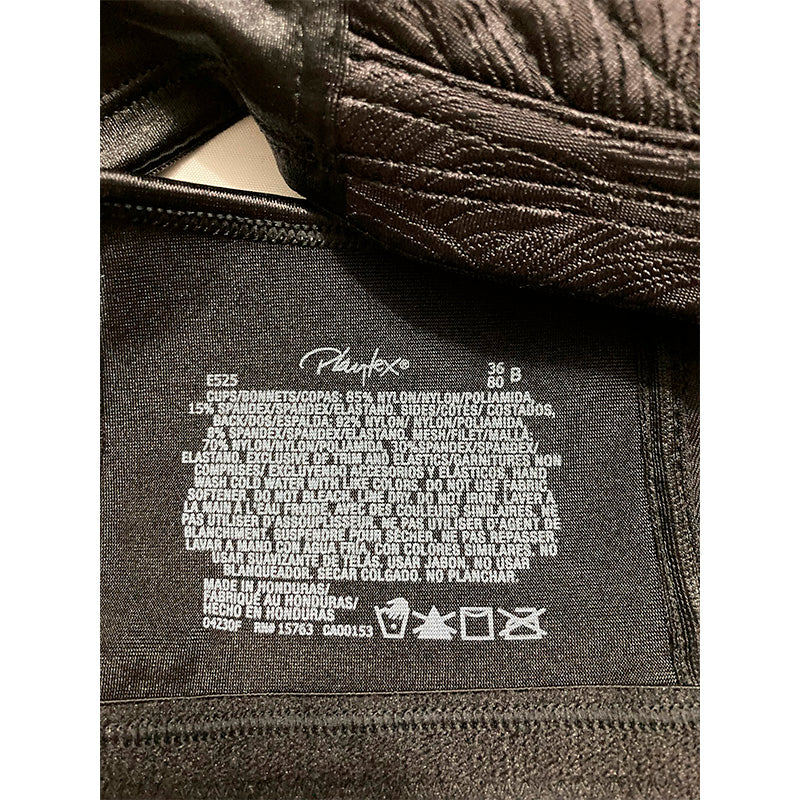 Playtex®
E525
36
80 B
CUPS/BONNETS/COPAS: 85% NYLON/NYLON/POLIAMIDA,
15% SPANDEX/SPANDEX/ELASTANO. SIDES/COTES/ COSTADOS,
BACK/DOS/ESPALDA: 92% NYLON/ NYLON/POLIAMIDA,
8% SPANDEX/SPANDEX/ELASTANO. MESH/FILET/MALLA:
70% NYLON/NYLON/POLIAMIDA, 30%SPANDEX/SPANDEX/
ELASTANO. EXCLUSIVE OF TRIM AND ELASTICS/GARNITURES NON
COMPRISES/ EXCLUYENDO ACCESORIOS Y ELASTICOS. HAND
WASH COLD WATER WITH LIKE COLORS. DO NOT USE FABRIC
SOFTENER. DO NOT BLEACH. LINE DRY. DO NOT IRON. LAVER A
LA MAIN A L'EAU FROIDE, AVEC DES COULEURS SIMILAIRES. NE
PAS UTILISER D'ASSOUPLISSEUR. NE PAS UTILISER D'AGENT DE
BLANCHIMENT. SUSPENDRE POUR SÉCHER. NE PAS REPASSER.
LAVAR A MANO CON AGUA FRIA, CON COLORES SIMILARES. NO
USAR SUAVIZANTE DE TELAS. USAR JABON. NO USAR
BLANQUEADOR. SECAR COLGADO. NO PLANCHAR.
MADE IN HONDURAS/
FABRIQUÉ AU HONDURAS/
HECHO EN HONDURAS
04230F RN# 15763 CA00153